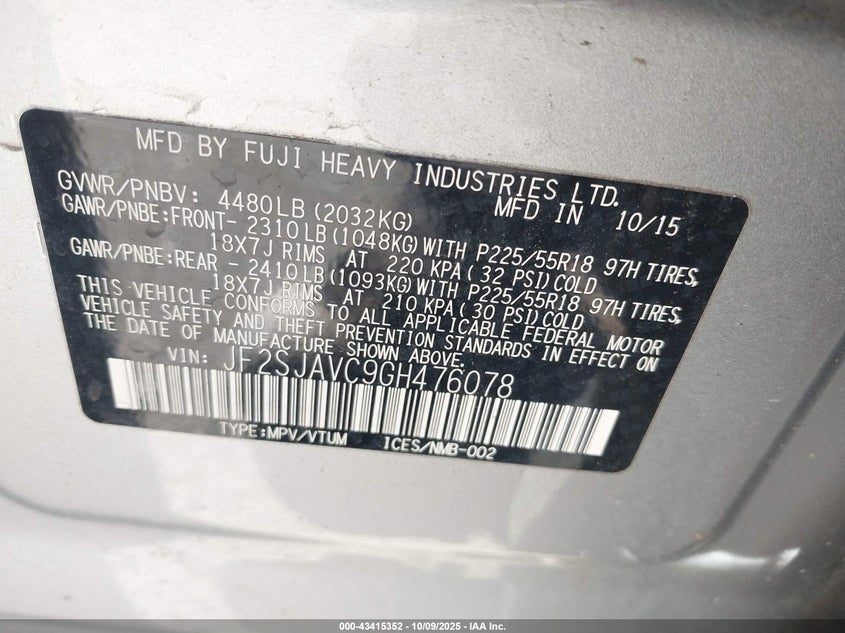 MFD BY FUJI HEAVY INDUSTRIES LTD.
GVWR/PNBV: 4480LB(2032KG) MFD IN 10/15
GAWR/PNBE:FRONT- 2310LB(1048KG)WITH P225/55R18 97H TIRES,
18X7J RIMS AT 220 KPA(32 PSI)COLD
GAWR/PNBE:REAR - 2410LB(1093KG)WITH P225/55R18 97H TIRES,
18X7J RIMS AT 210 KPA(30 PSI)COLD
THIS VEHICLE CONFORMS TO ALL APPLICABLE FEDERAL MOTOR
VEHICLE SAFETY AND THEFT PREVENTION STANDARDS IN EFFECT ON
THE DATE OF MANUFACTURE SHOWN ABOVE.
VIN: JF2SJAVC9GH476078
TYPE:MPV/VTUM ICES/NMB-002
000-43415352 - 10/09/2025 - IAA Inc.